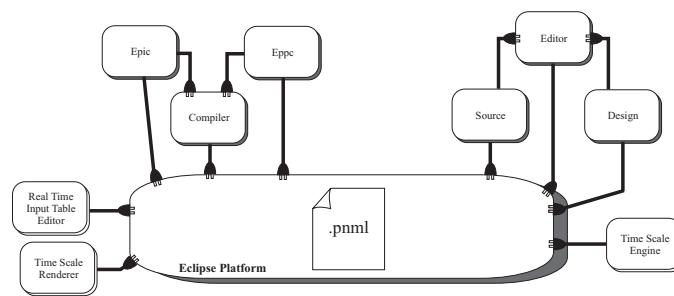 Epic
Eppc
Editor
Compiler
Source
Design
Real Time
Input Table
Editor
.pnml
Time Scale
Engine
Time Scale
Renderer
Eclipse Platform